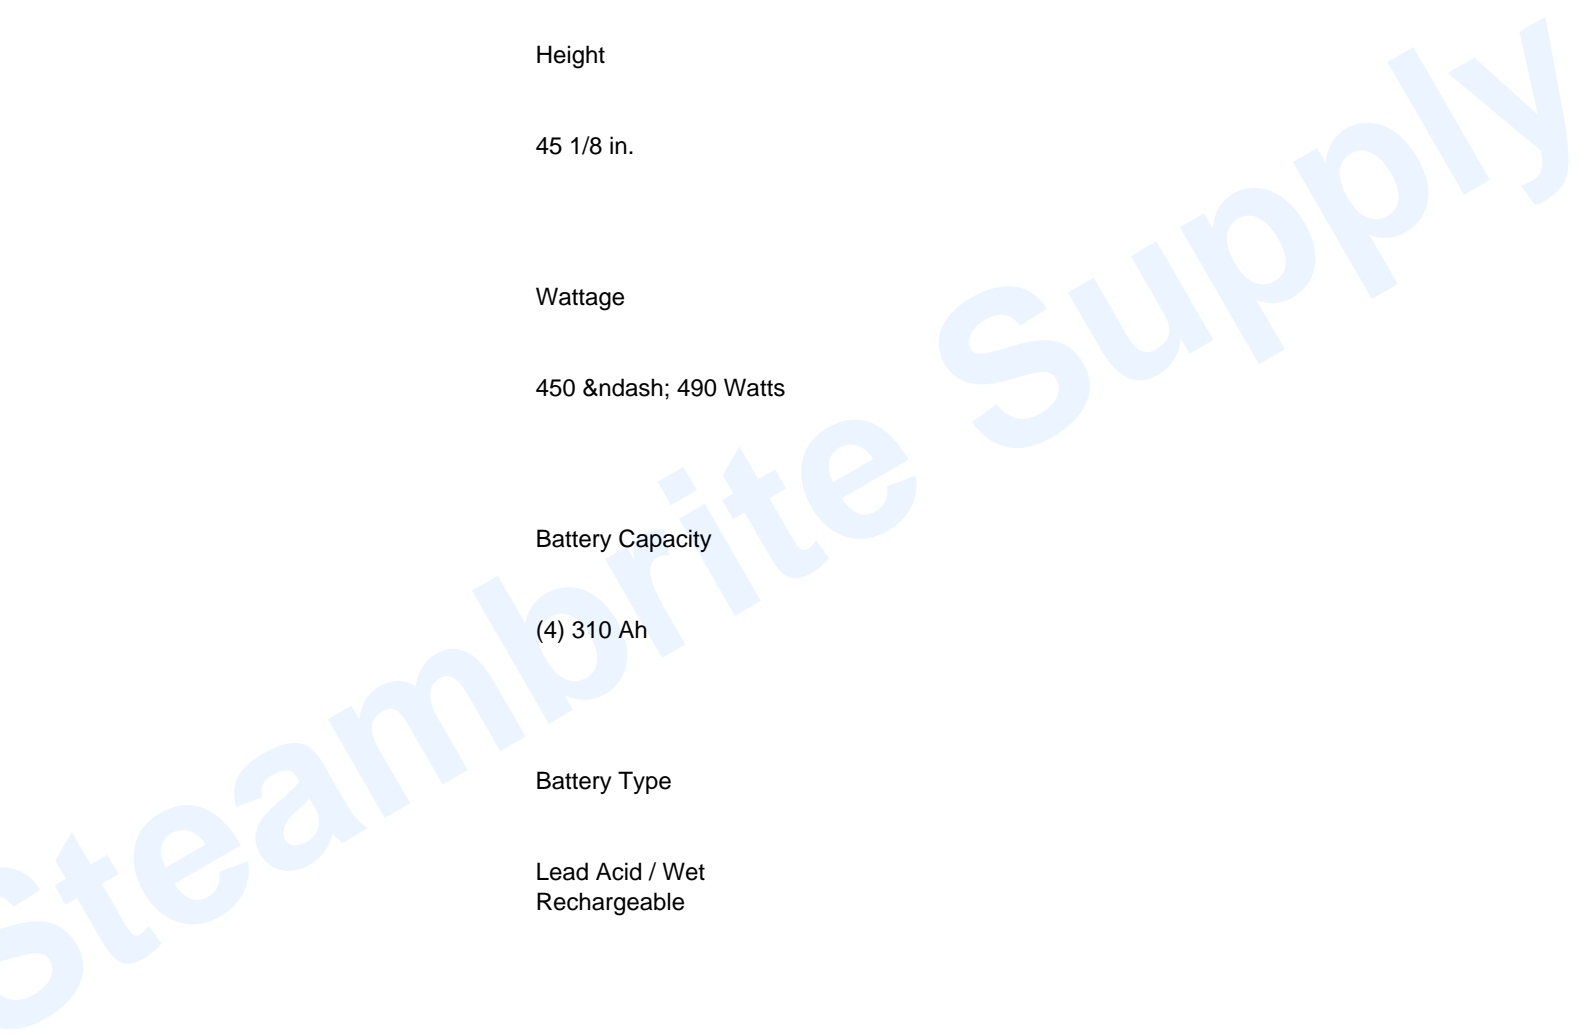 Height
45 1/8 in.
Wattage
450 &ndash; 490 Watts
Battery Capacity
(4) 310 Ah
Battery Type
Lead Acid / Wet
Rechargeable
Steambrite Supply